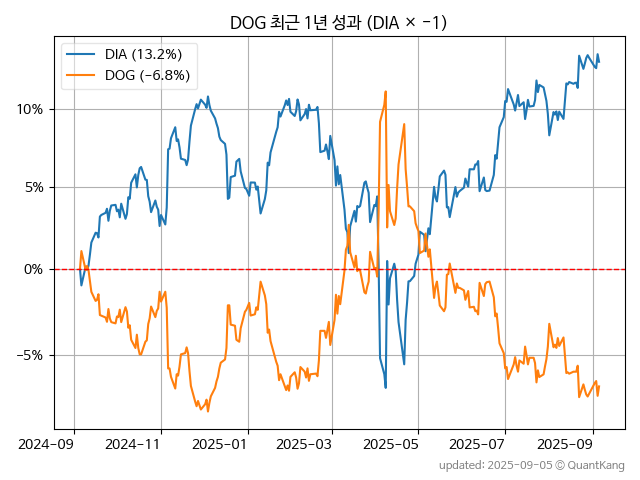 DOG 최근 1년 성과 (DIA × −1)
DIA (13.2%)
DOG (−6.8%)
10%
5%
0%
−5%
2024−09
2024−11
2025−01
2025−03
2025−05
2025−07
2025−09
updated: 2025−09−05 © QuantKang